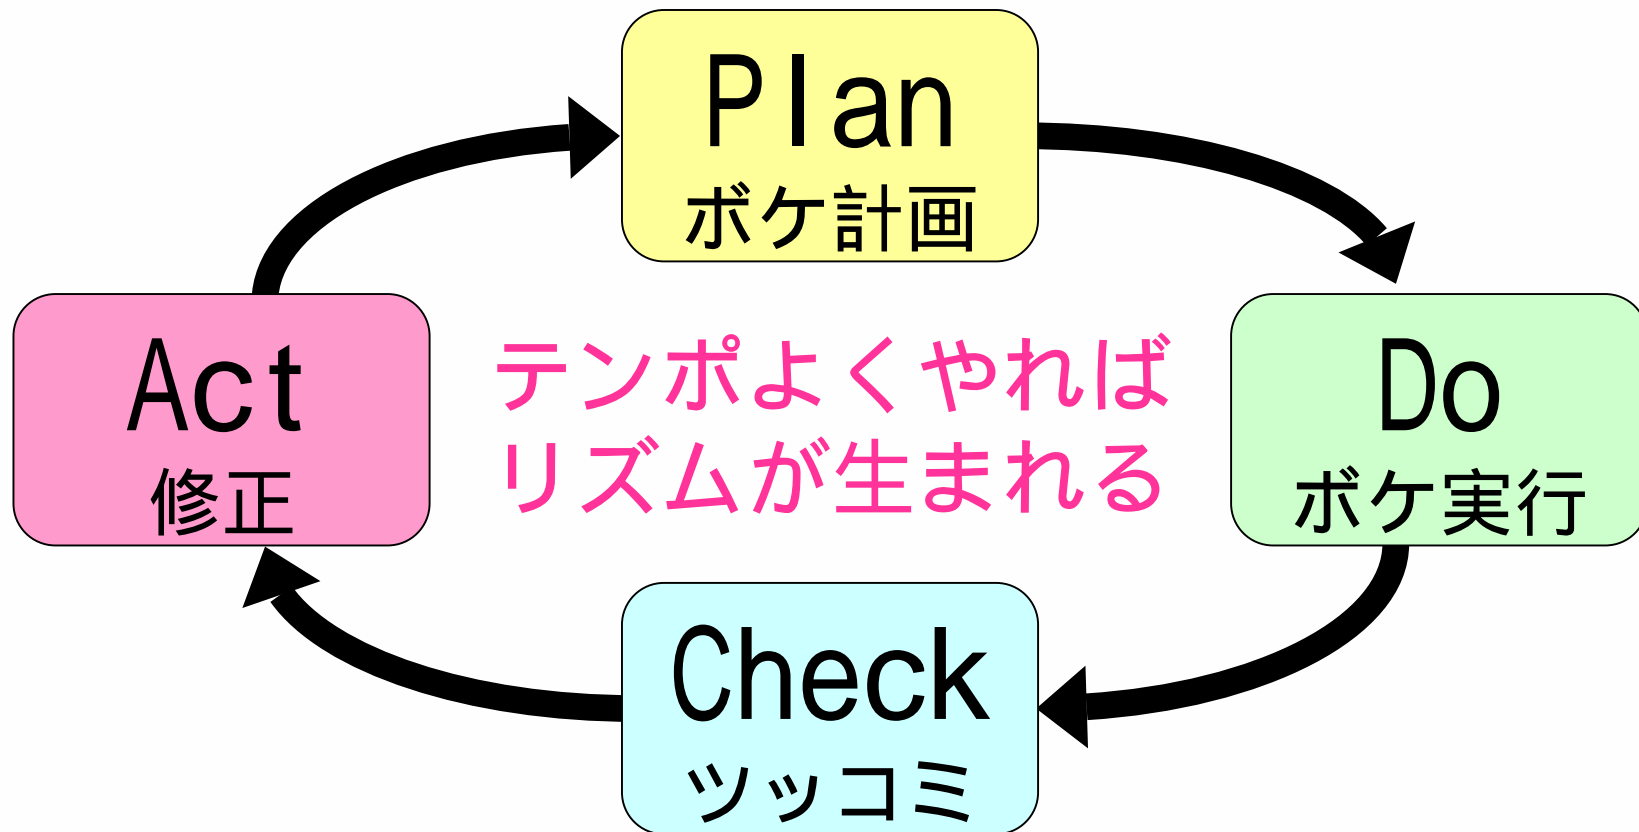 Plan
ボケ計画
Act
修正
テンポよくやれば
リズムが生まれる
Do
ボケ実行
Check
ツッコミ